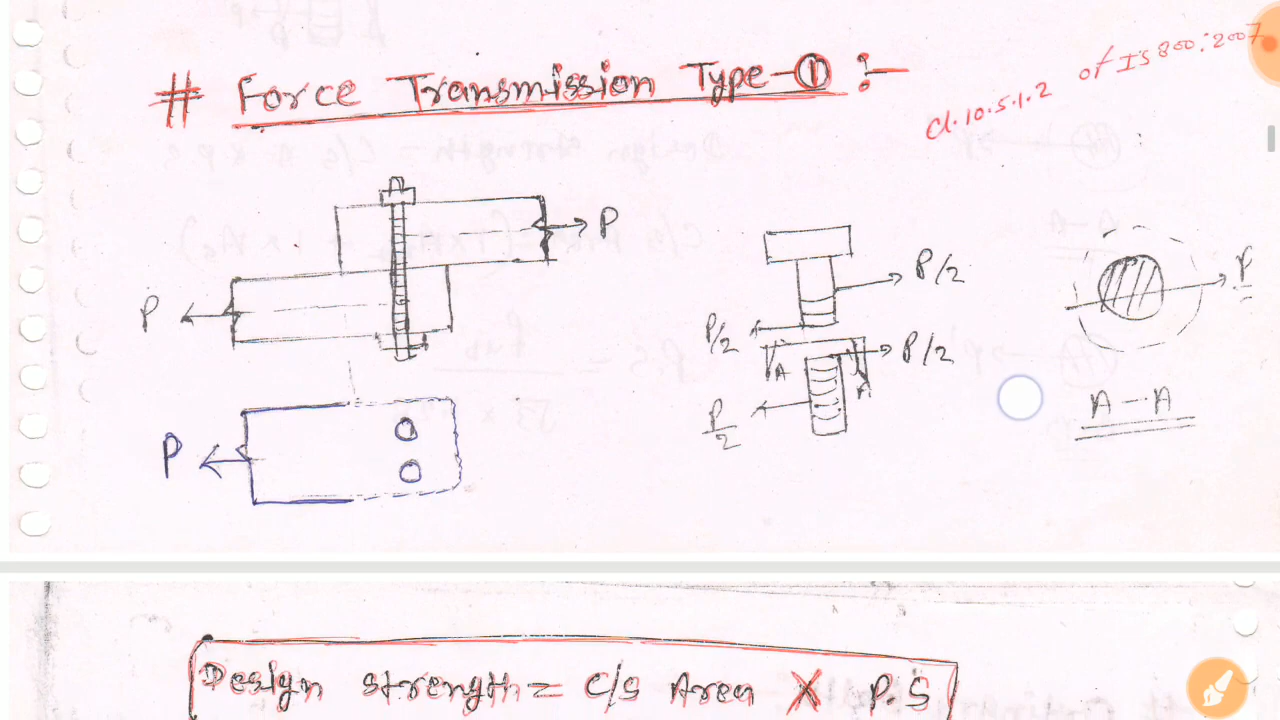 # Force Transmission Type-① :-
cl. 10.5.1.2 of IS 800:2007
P
P
P/2
P/2
P
P/2
A
A
P/2
A-A
P
Design strength = C/S Area X P.S